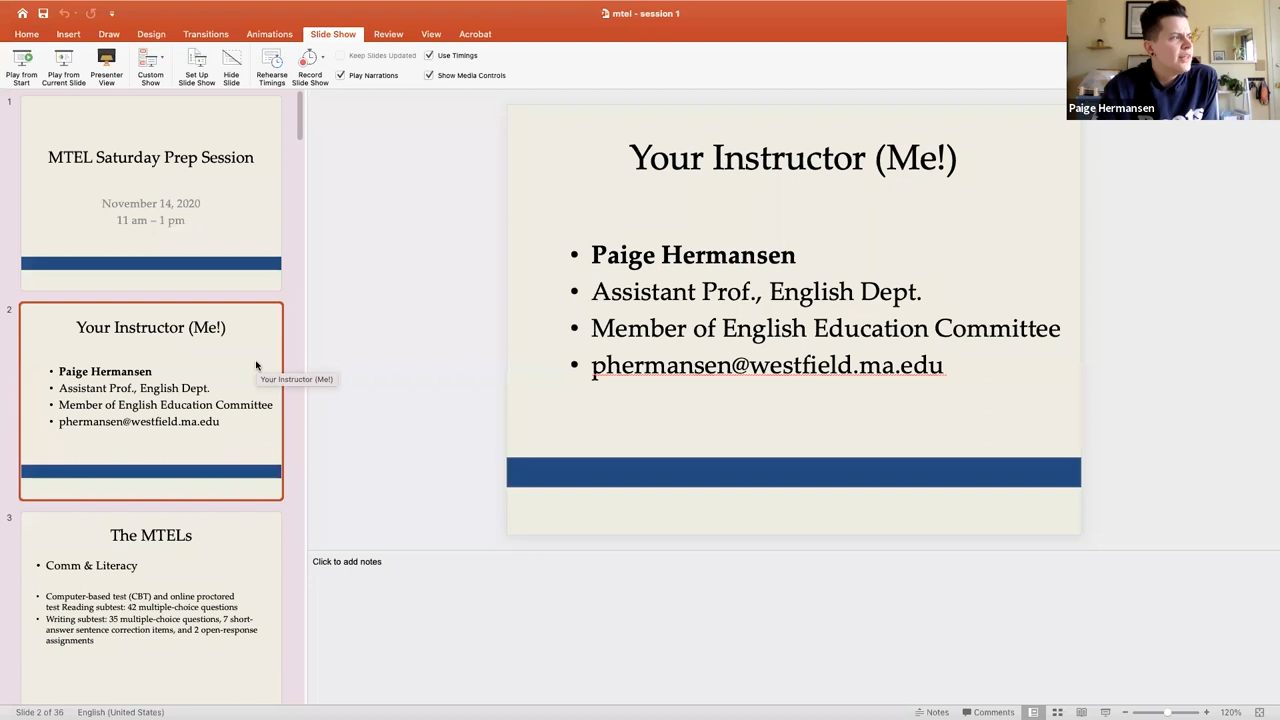 mtel - session 1
Home Insert Draw Design Transitions Animations Slide Show Review View Acrobat
Play from Start
Play from Current Slide
Presenter View
Custom Show
Set Up Slide Show
Hide Slide
Rehearse Timings
Record Slide Show
Keep Slides Updated
Play Narrations
Use Timings
Show Media Controls
Paige Hermansen
1
MTEL Saturday Prep Session
November 14, 2020
11 am – 1 pm
2
Your Instructor (Me!)
• Paige Hermansen
• Assistant Prof., English Dept.
• Member of English Education Committee
• phermansen@westfield.ma.edu
Your Instructor (Me!)
3
The MTELs
• Comm & Literacy
• Computer-based test (CBT) and online proctored
test Reading subtest: 42 multiple-choice questions
• Writing subtest: 35 multiple-choice questions, 7 short-
answer sentence correction items, and 2 open-response
assignments
Your Instructor (Me!)
• Paige Hermansen
• Assistant Prof., English Dept.
• Member of English Education Committee
• phermansen@westfield.ma.edu
Click to add notes
Slide 2 of 36 English (United States)
Notes Comments 120%